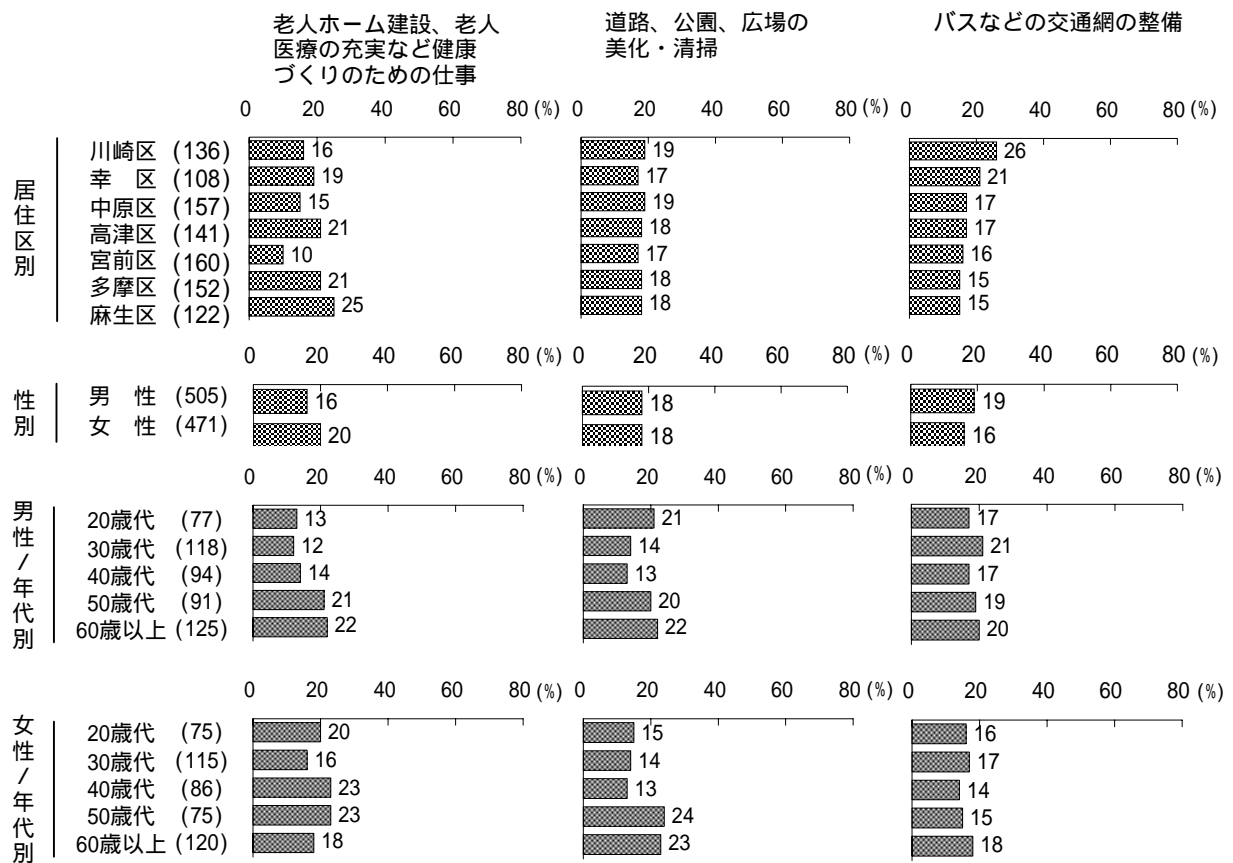 老人ホーム建設、老人
医療の充実など健康
づくりのための仕事
道路、公園、広場の
美化・清掃
バスなどの交通網の整備
0 20 40 60 80 (%) 0 20 40 60 80 (%) 0 20 40 60 80 (%)
居住区別
川崎区 (136) 16 19 26
幸 区 (108) 19 17 21
中原区 (157) 15 19 17
高津区 (141) 21 18 17
宮前区 (160) 10 17 16
多摩区 (152) 21 18 15
麻生区 (122) 25 18 15
0 20 40 60 80 (%) 0 20 40 60 80 (%) 0 20 40 60 80 (%)
性別
男 性 (505) 16 18 19
女 性 (471) 20 18 16
0 20 40 60 80 (%) 0 20 40 60 80 (%) 0 20 40 60 80 (%)
男性/年代別
20歳代 (77) 13 21 17
30歳代 (118) 12 14 21
40歳代 (94) 14 13 17
50歳代 (91) 21 20 19
60歳以上 (125) 22 22 20
0 20 40 60 80 (%) 0 20 40 60 80 (%) 0 20 40 60 80 (%)
女性/年代別
20歳代 (75) 20 15 16
30歳代 (115) 16 14 17
40歳代 (86) 23 13 14
50歳代 (75) 23 24 15
60歳以上 (120) 18 23 18